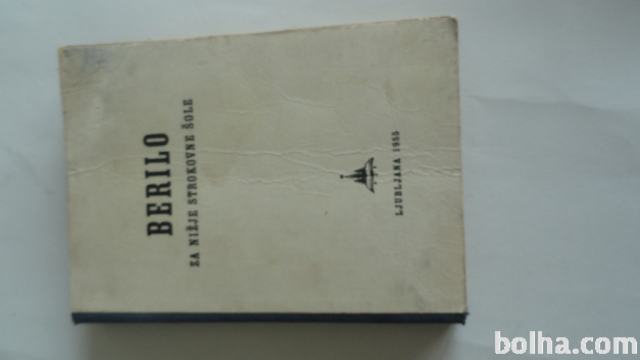 BERILO
ZA NIŽJE STROKOVNE ŠOLE
LJUBLJANA 1955
bolha.com